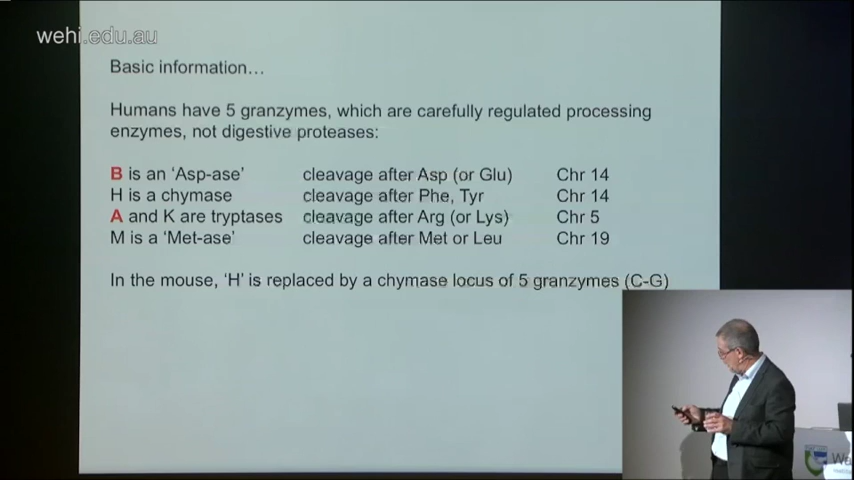 wehi.edu.au
Basic information…
Humans have 5 granzymes, which are carefully regulated processing
enzymes, not digestive proteases:
B is an ‘Asp-ase’ cleavage after Asp (or Glu) Chr 14
H is a chymase cleavage after Phe, Tyr Chr 14
A and K are tryptases cleavage after Arg (or Lys) Chr 5
M is a ‘Met-ase’ cleavage after Met or Leu Chr 19
In the mouse, ‘H’ is replaced by a chymase locus of 5 granzymes (C-G)